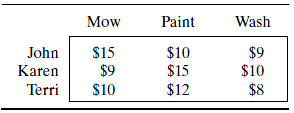 Mow Paint Wash
John $15 $10 $9
Karen $9 $15 $10
Terri $10 $12 $8